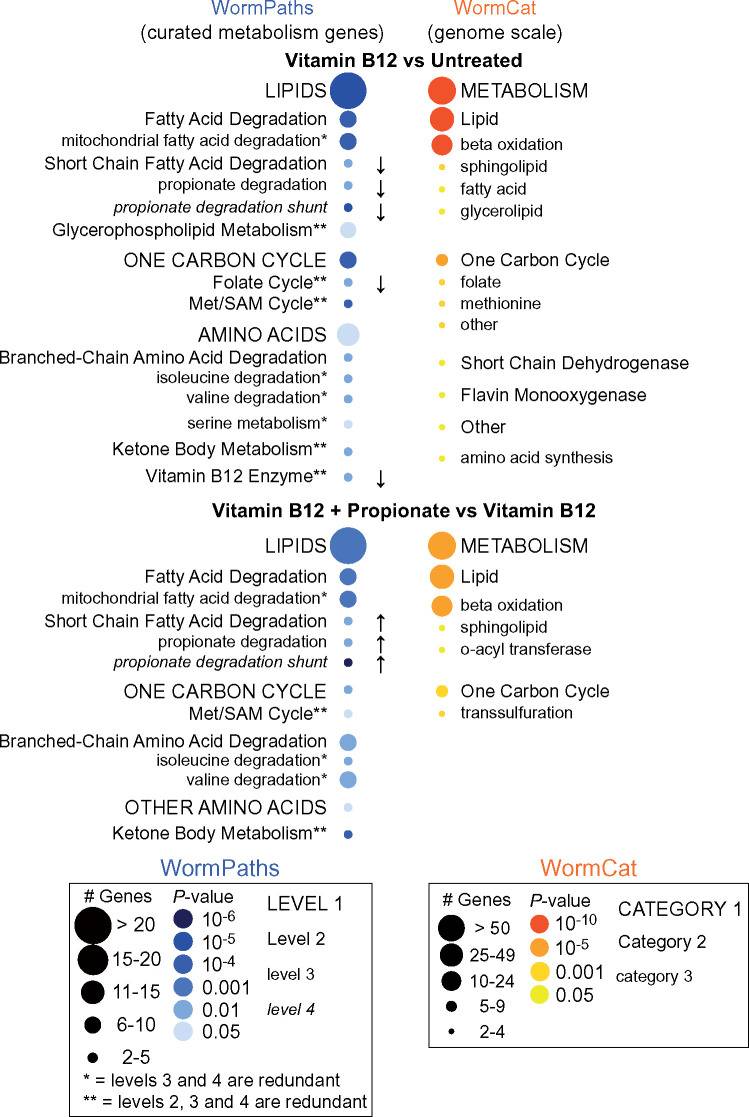 WormPaths WormCat
(curated metabolism genes) (genome scale)
Vitamin B12 vs Untreated
LIPIDS METABOLISM
Fatty Acid Degradation Lipid
mitochondrial fatty acid degradation* beta oxidation
Short Chain Fatty Acid Degradation ↓ sphingolipid
propionate degradation ↓ fatty acid
propionate degradation shunt ↓ glycerolipid
Glycerophospholipid Metabolism**
ONE CARBON CYCLE One Carbon Cycle
Folate Cycle** ↓ folate
Met/SAM Cycle** methionine
other
AMINO ACIDS
Branched-Chain Amino Acid Degradation Short Chain Dehydrogenase
isoleucine degradation*
valine degradation* Flavin Monooxygenase
serine metabolism* Other
Ketone Body Metabolism** amino acid synthesis
Vitamin B12 Enzyme** ↓
Vitamin B12 + Propionate vs Vitamin B12
LIPIDS METABOLISM
Fatty Acid Degradation Lipid
mitochondrial fatty acid degradation* beta oxidation
Short Chain Fatty Acid Degradation ↑ sphingolipid
propionate degradation ↑ o-acyl transferase
propionate degradation shunt ↑
ONE CARBON CYCLE One Carbon Cycle
Met/SAM Cycle** transsulfuration
Branched-Chain Amino Acid Degradation
isoleucine degradation*
valine degradation*
OTHER AMINO ACIDS
Ketone Body Metabolism**
WormPaths
# Genes P-value LEVEL 1
> 20 10-6
15-20 10-5 Level 2
11-15 10-4 level 3
6-10 0.001 level 4
2-5 0.01
0.05
* = levels 3 and 4 are redundant
** = levels 2, 3 and 4 are redundant
WormCat
# Genes P-value CATEGORY 1
> 50 10-10
25-49 10-5 Category 2
10-24 0.001 category 3
5-9 0.05
2-4